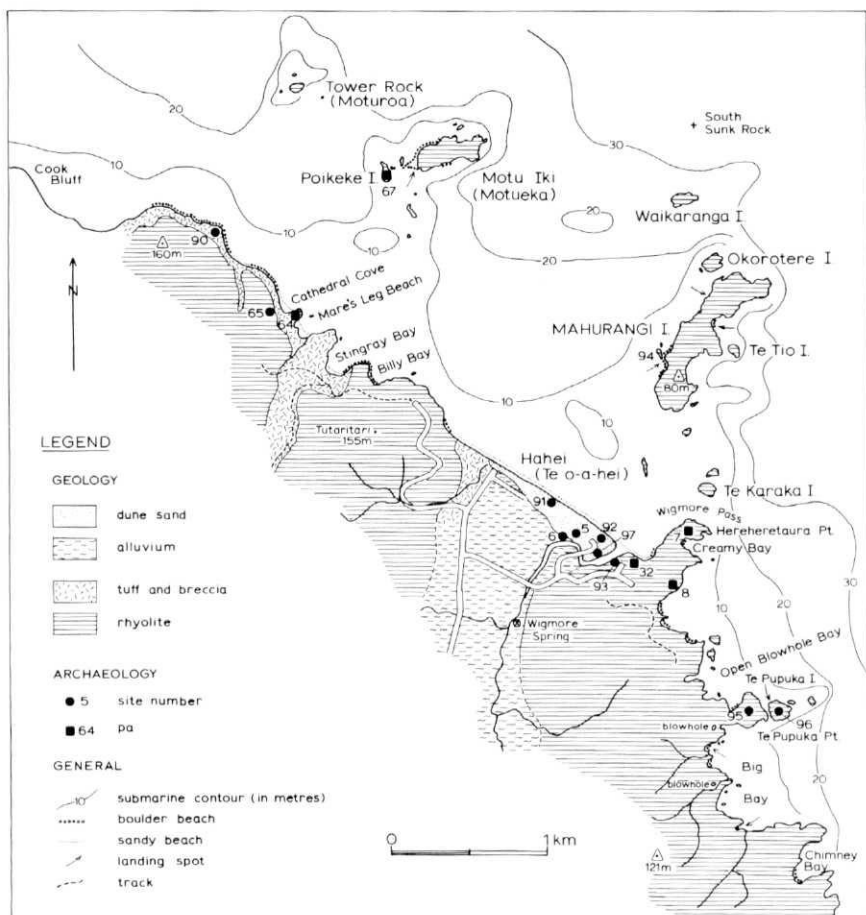 Tower Rock
(Moturoa)
20
30
South
Sunk Rock
10
Cook
Bluff
Poikeke I.
67
Motu Iki
(Motueka)
20
Waikaranga I.
90
160m
10
10
20
Okorotere I.
N
Cathedral Cove
Mare's Leg Beach
65
64
MAHURANGI I.
Stingray Bay
Billy Bay
94
Te Tio I.
80m
10
10
Tutaritari
155m
Hahei
(Te o-a-hei)
Te Karaka I.
Wigmore Pass
91
5
92
6
97
7
Hereheretaura Pt.
Creamy Bay
32
93
8
30
10
20
Wigmore
Spring
Open Blowhole Bay
Te Pupuka I.
95
96
blowhole
Te Pupuka Pt.
Big
Bay
blowhole
20
Chimney
Bay
121m
LEGEND
GEOLOGY
dune sand
alluvium
tuff and breccia
rhyolite
ARCHAEOLOGY
5 site number
64 pa
GENERAL
10 submarine contour (in metres)
boulder beach
sandy beach
landing spot
track
0 1 km